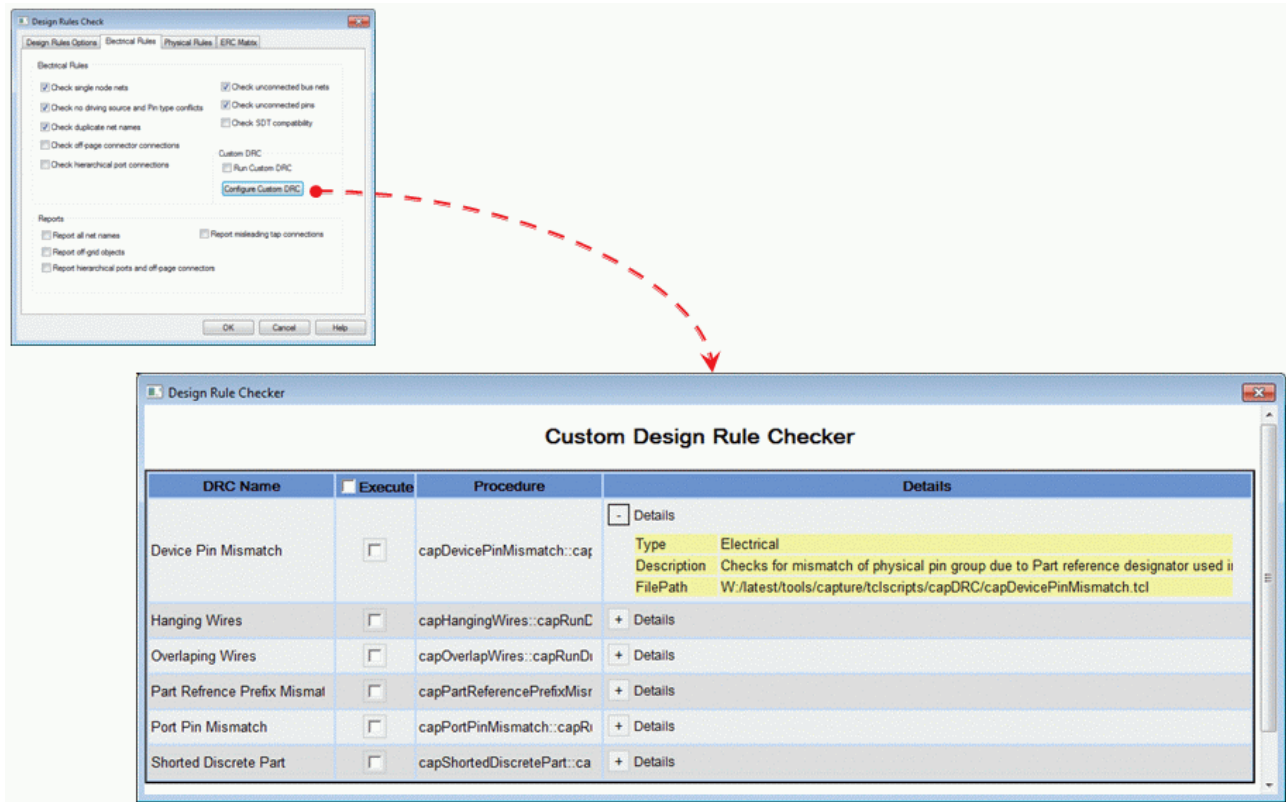 Design Rules Check
Design Rules Options Electrical Rules Physical Rules ERC Matrix
Electrical Rules
Check single node nets
Check no driving source and Pin type conflicts
Check duplicate net names
Check off-page connector connections
Check hierarchical port connections
Check unconnected bus nets
Check unconnected pins
Check SDT compatibility
Custom DRC
Run Custom DRC
Configure Custom DRC
Reports
Report all net names
Report off-grid objects
Report hierarchical ports and off-page connectors
Report misleading tap connections
OK Cancel Help
Design Rule Checker
Custom Design Rule Checker
DRC Name Execute Procedure Details
Device Pin Mismatch capDevicePinMismatch::cap - Details
Type Electrical
Description Checks for mismatch of physical pin group due to Part reference designator used in
FilePath W:/latest/tools/capture/tclscripts/capDRC/capDevicePinMismatch.tcl
Hanging Wires capHangingWires::capRunD + Details
Overlaping Wires capOverlapWires::capRunDr + Details
Part Refrence Prefix Mismat capPartReferencePrefixMisr + Details
Port Pin Mismatch capPortPinMismatch::capRu + Details
Shorted Discrete Part capShortedDiscretePart::ca + Details